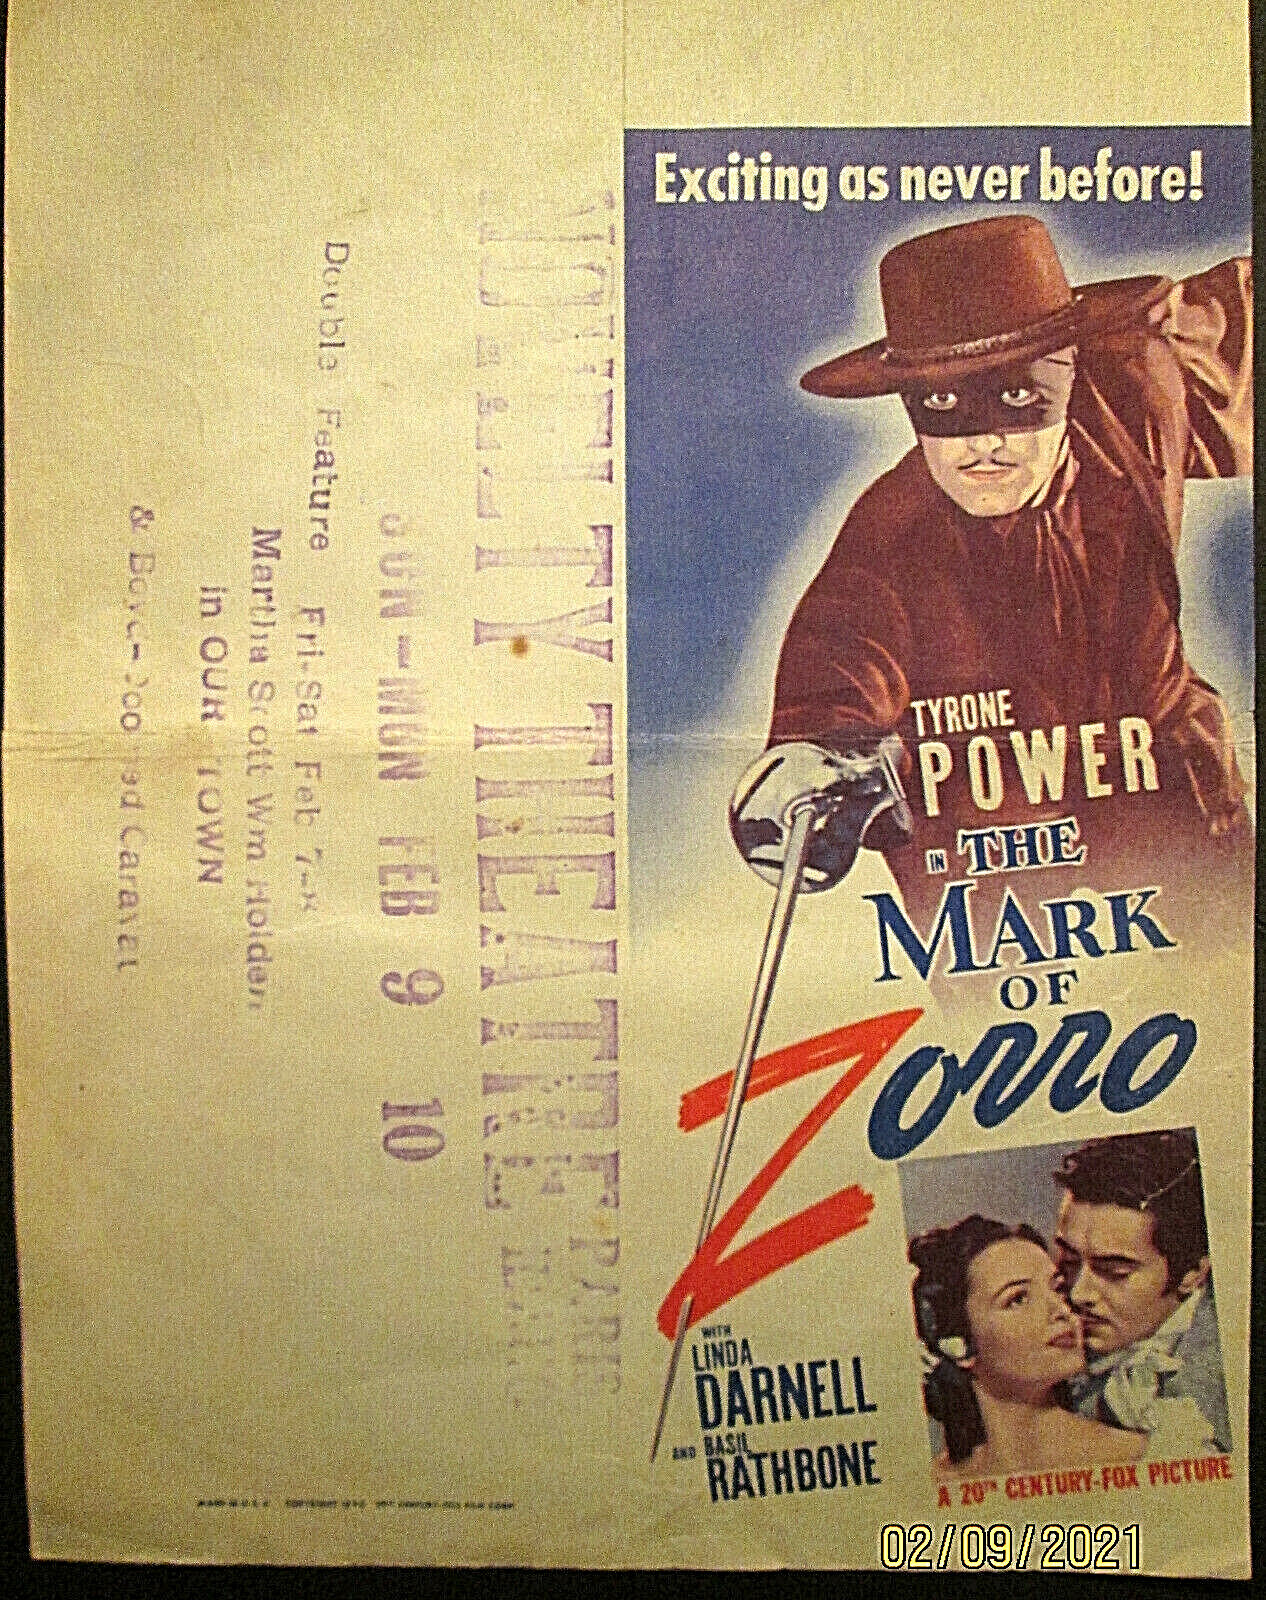 Exciting as never before!
TYRONE
POWER
IN THE
MARK
OF
Zorro
WITH
LINDA
DARNELL
AND BASIL
RATHBONE
A 20TH CENTURY-FOX PICTURE
THEATRE
SUN-MON FEB 9 10
Double Feature Fri-Sat Feb 7-8
Martha Scott Wm Holden
in OUR TOWN
&
02/09/2021